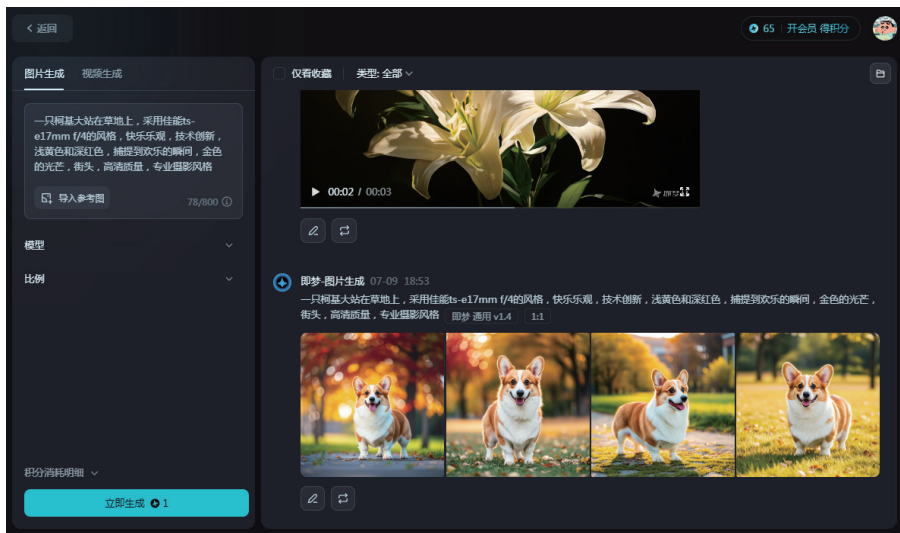 < 返回
65 开会员 得积分
图片生成 视频生成
一只柯基犬站在草地上，采用佳能ts-
e17mm f/4的风格，快乐乐观，技术创新，
浅黄色和深红色，捕捉到欢乐的瞬间，金色
的光芒，街头，高清质量，专业摄影风格
导入参考图
78/800
模型
比例
积分消耗明细
立即生成 1
仅看收藏 类型: 全部
00:02 / 00:03
即梦-图片生成 07-09 18:53
一只柯基大站在草地上，采用佳能ts-e17mm f/4的风格，快乐乐观，技术创新，浅黄色和深红色，捕捉到欢乐的瞬间，金色的光芒，
街头，高清质量，专业摄影风格 即梦 通用 v1.4 1:1